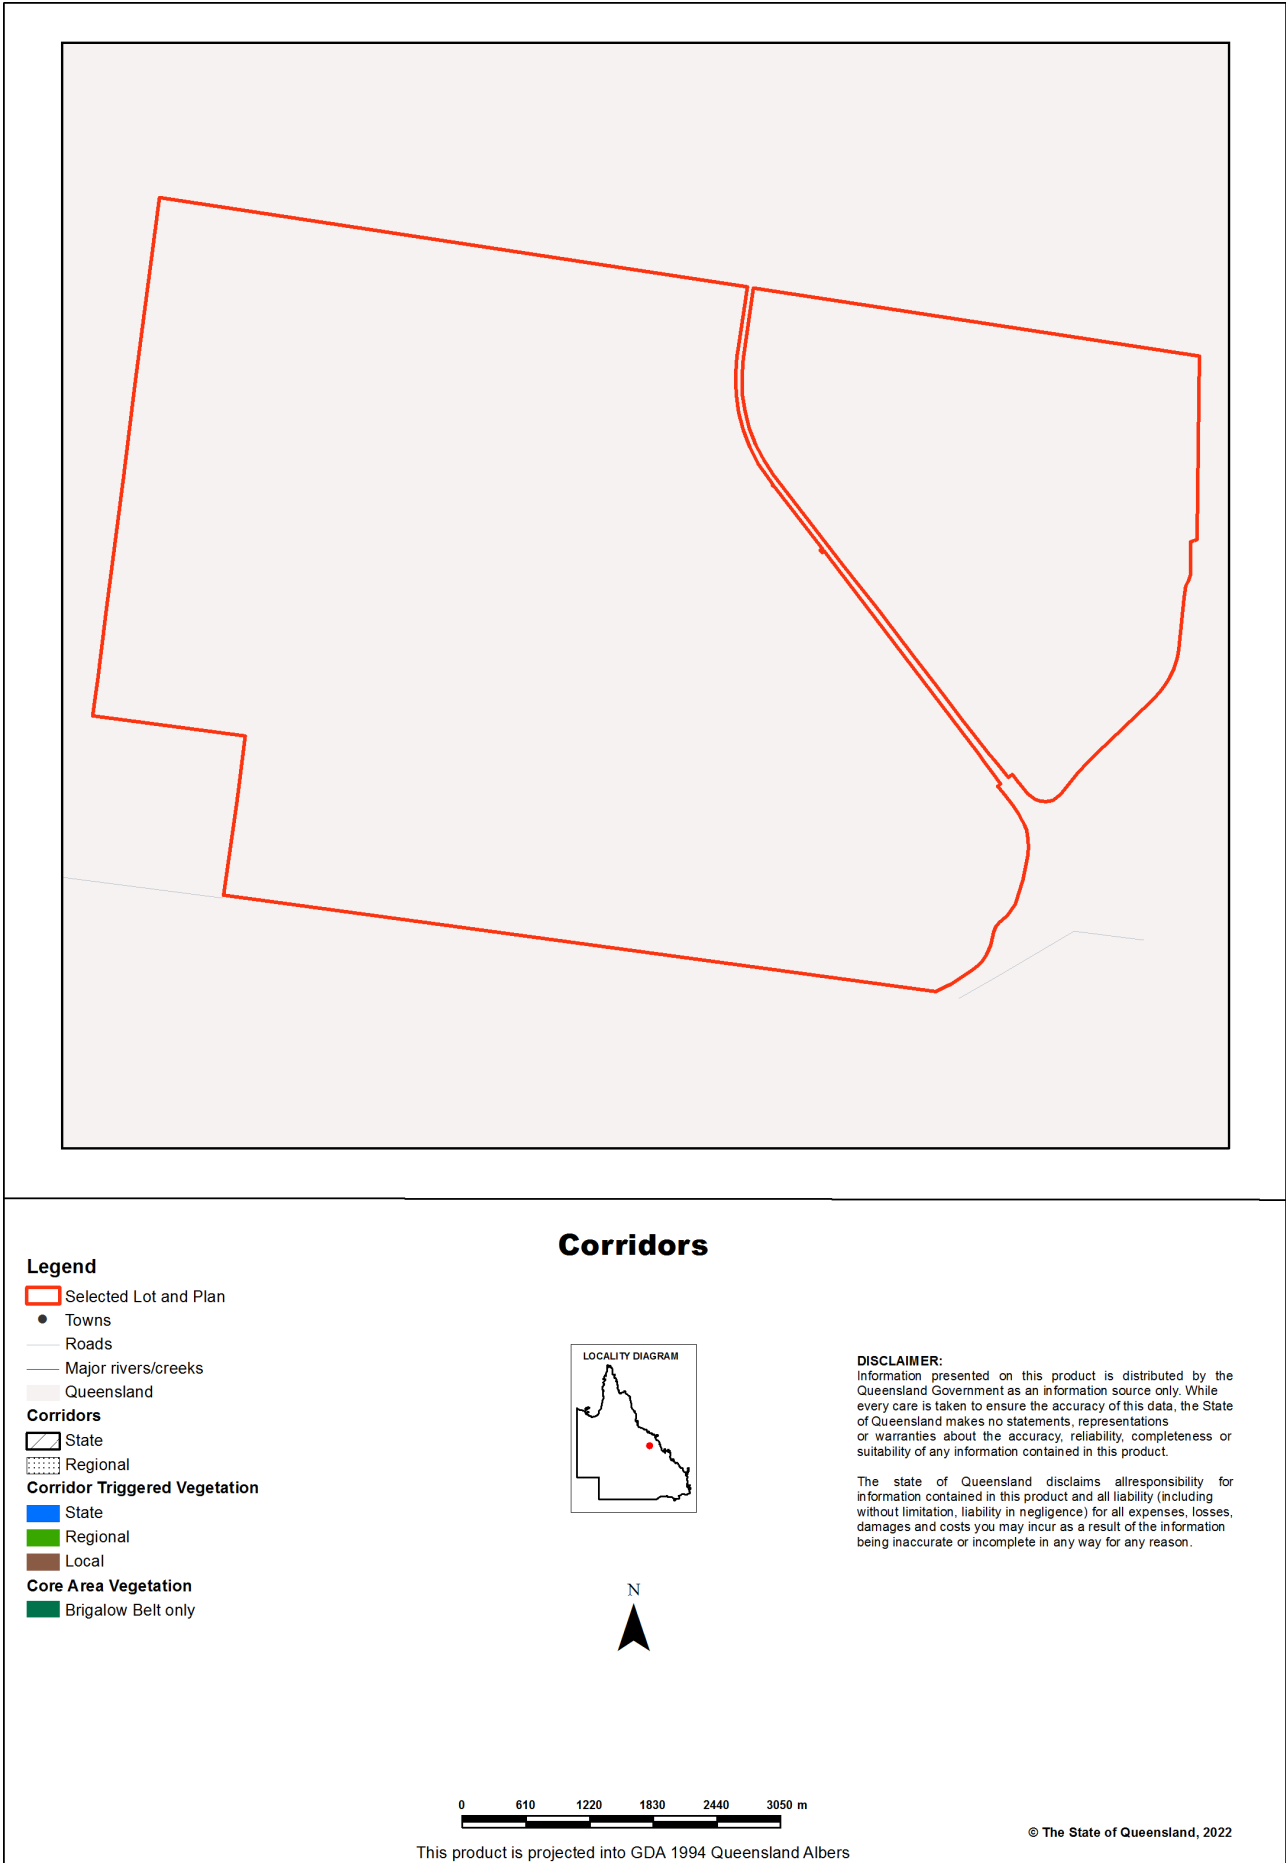 Corridors
Legend
Selected Lot and Plan
Towns
Roads
Major rivers/creeks
Queensland
Corridors
State
Regional
Corridor Triggered Vegetation
State
Regional
Local
Core Area Vegetation
Brigalow Belt only
LOCALITY DIAGRAM
N
DISCLAIMER:
Information presented on this product is distributed by the
Queensland Government as an information source only. While
every care is taken to ensure the accuracy of this data, the State
of Queensland makes no statements, representations
or warranties about the accuracy, reliability, completeness or
suitability of any information contained in this product.
The state of Queensland disclaims allresponsibility for
information contained in this product and all liability (including
without limitation, liability in negligence) for all expenses, losses,
damages and costs you may incur as a result of the information
being inaccurate or incomplete in any way for any reason.
0 610 1220 1830 2440 3050 m
This product is projected into GDA 1994 Queensland Albers
© The State of Queensland, 2022